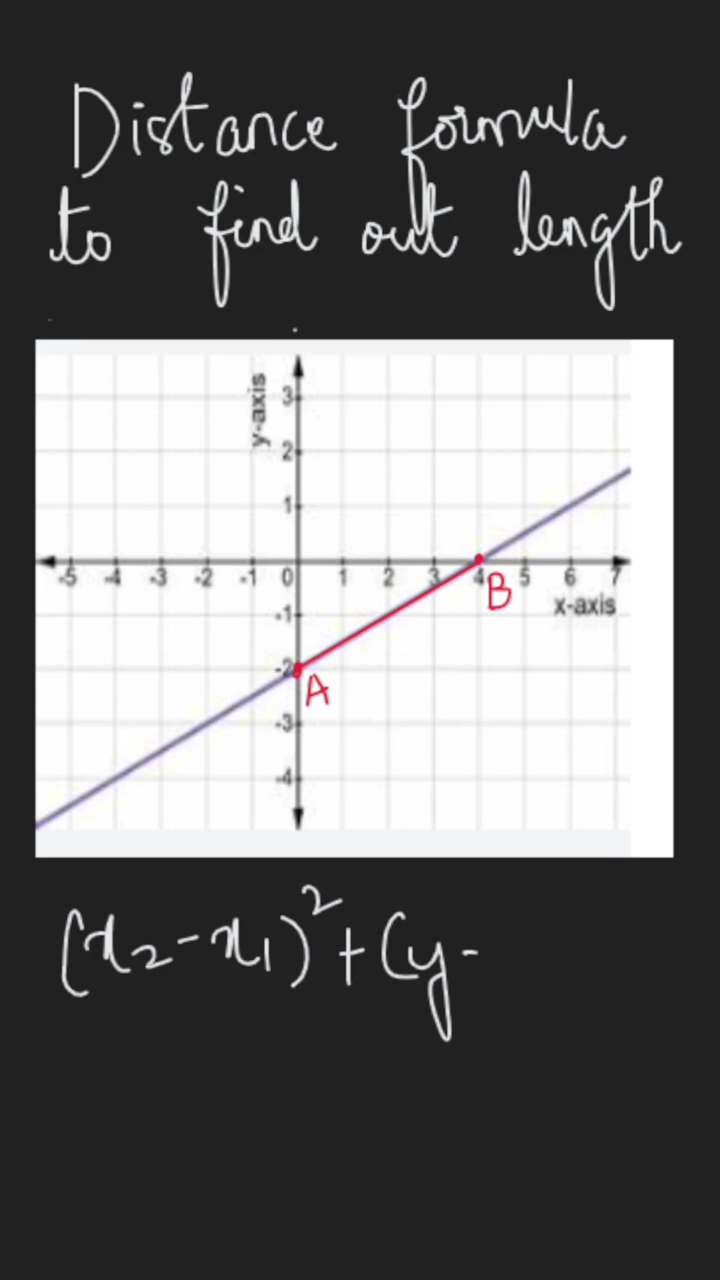 Distance formula
to find out length
y-axis
3
2
1
-5 -4 -3 -2 -1 0 1 2 3 4 5 6 7
B
x-axis
-1
-2
A
-3
-4
(x₂-x₁)²+(y-